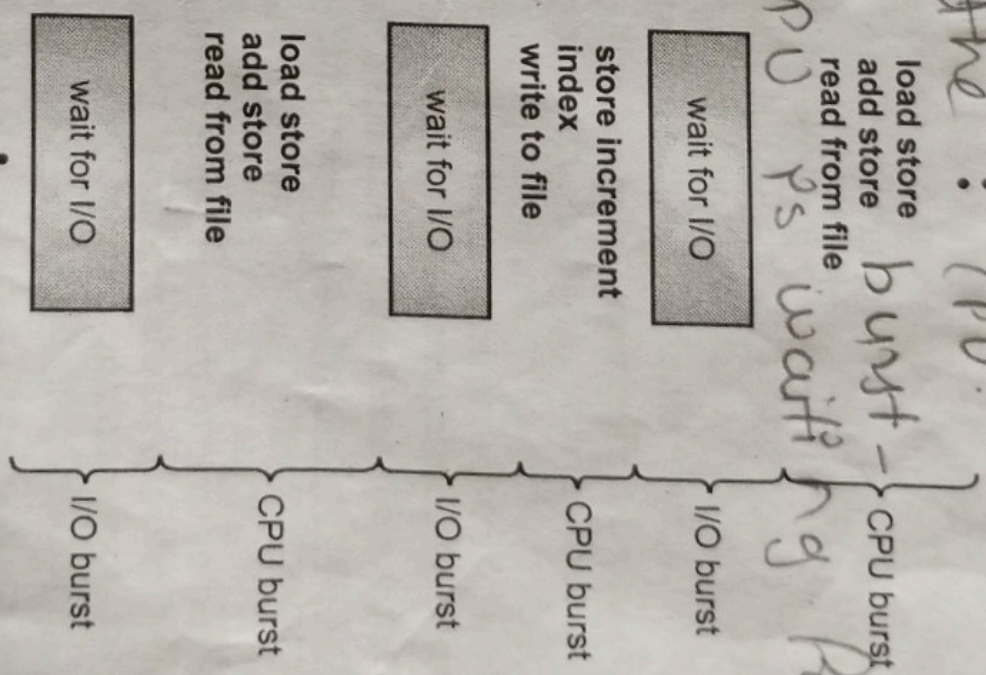 load store
add store
read from file
CPU burst
wait for I/O
I/O burst
store increment
index
write to file
CPU burst
wait for I/O
I/O burst
load store
add store
read from file
CPU burst
wait for I/O
I/O burst
the
burst -
is waiting